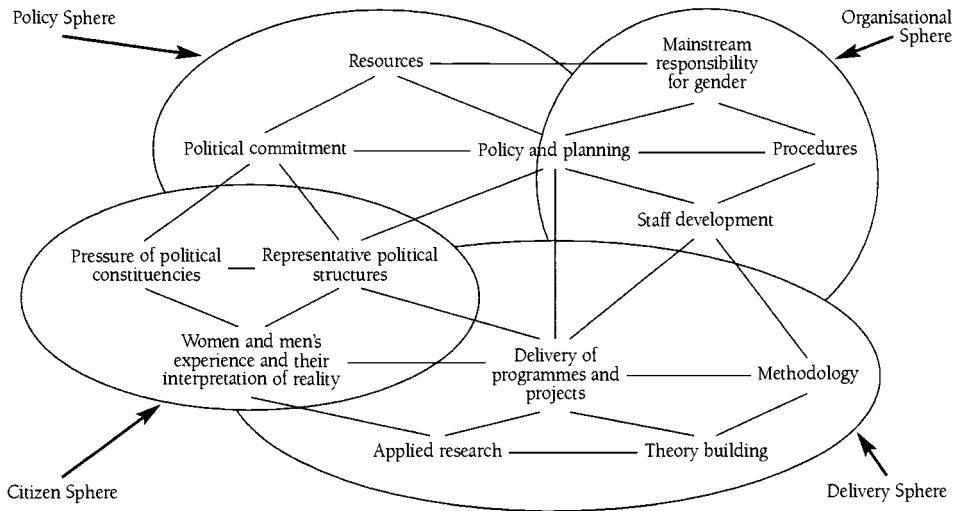 Policy Sphere
Organisational
Sphere
Resources
Mainstream
responsibility
for gender
Political commitment
Policy and planning
Procedures
Staff development
Pressure of political
constituencies
Representative political
structures
Women and men's
experience and their
interpretation of reality
Delivery of
programmes and
projects
Methodology
Applied research
Theory building
Citizen Sphere
Delivery Sphere